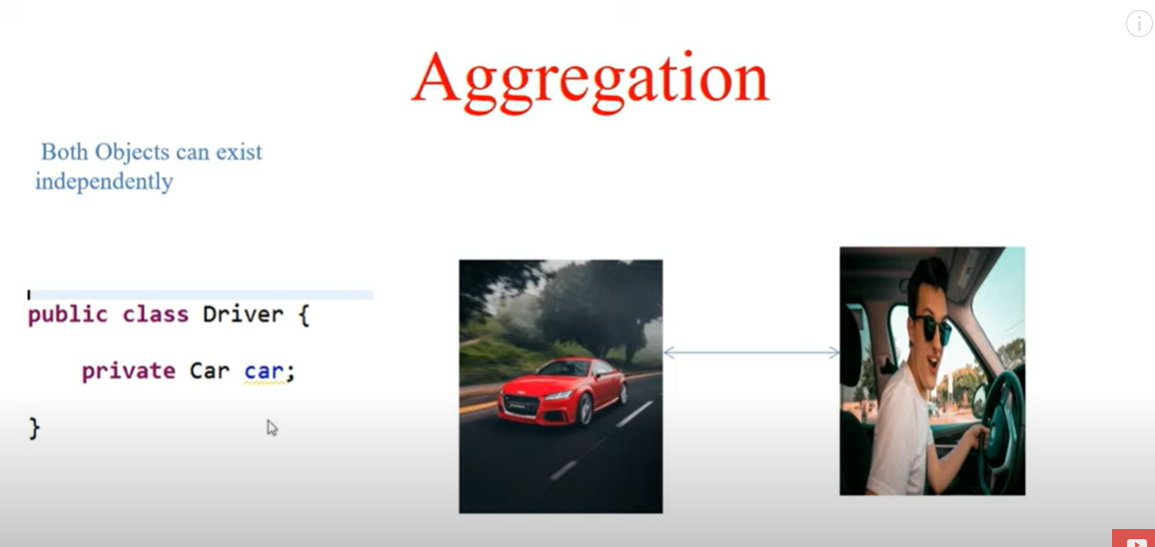 Aggregation
Both Objects can exist
independently
public class Driver {
private Car car;
}